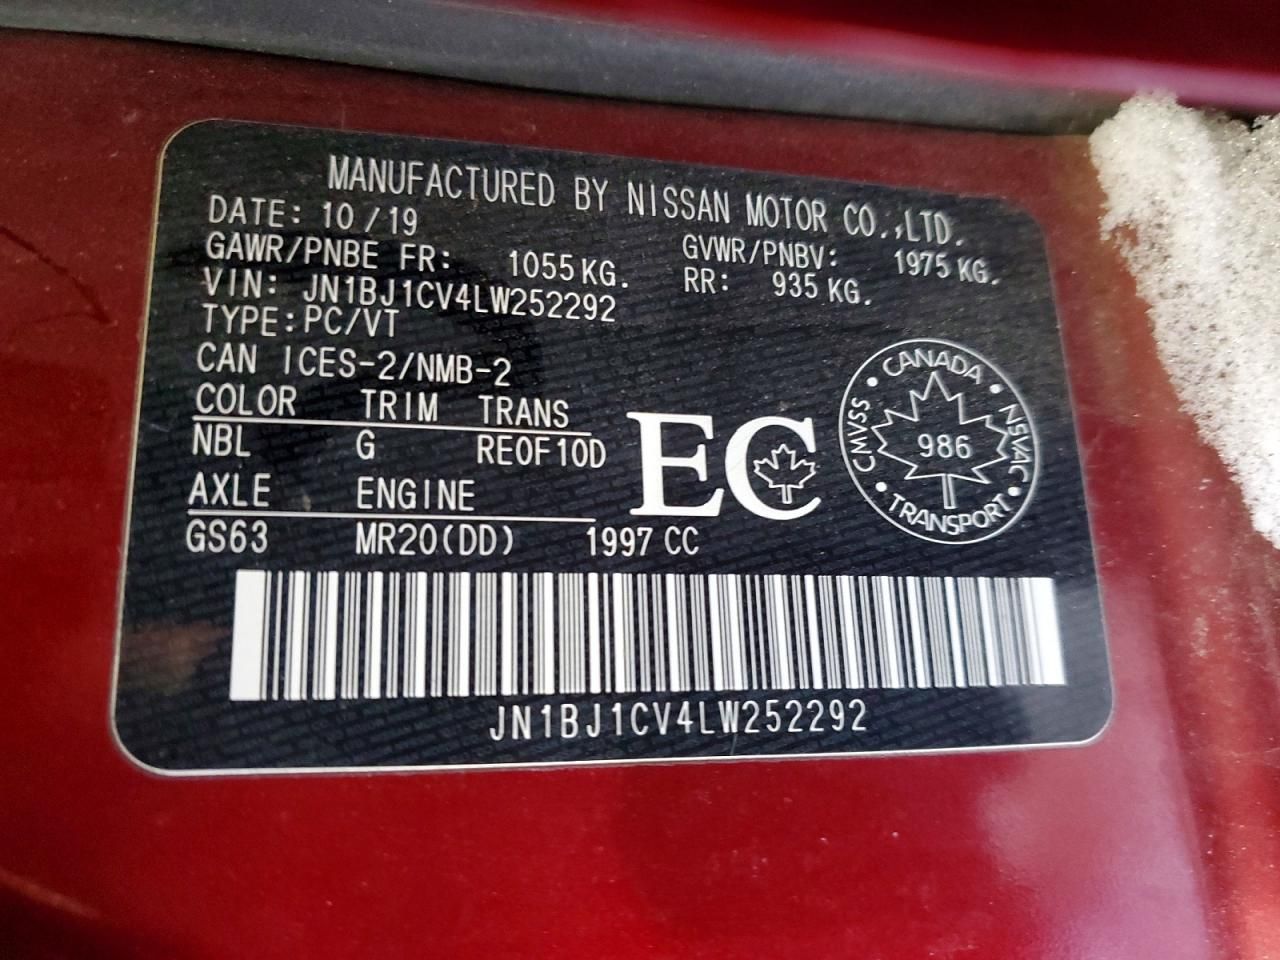 MANUFACTURED BY NISSAN MOTOR CO.,LTD.
DATE: 10/19
GVWR/PNBV: 1975 KG.
GAWR/PNBE FR: 1055 KG. RR: 935 KG.
VIN: JN1BJ1CV4LW252292
TYPE:PC/VT
CAN ICES-2/NMB-2
COLOR TRIM TRANS
NBL G RE0F10D
AXLE ENGINE
GS63 MR20(DD) 1997 CC
EC
CANADA
CMVSS 986 NSVAC
TRANSPORT
JN1BJ1CV4LW252292